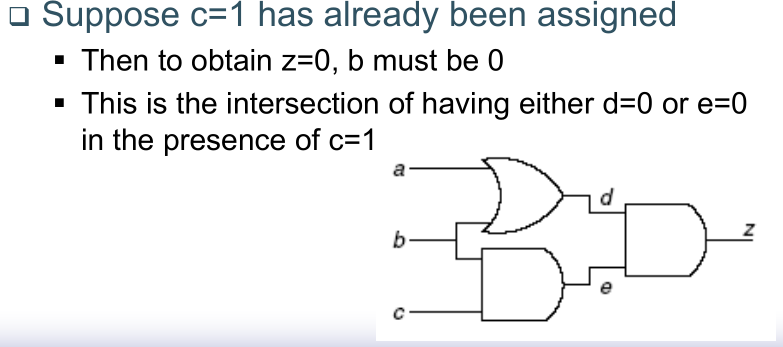 ❑ Suppose c=1 has already been assigned
▪ Then to obtain z=0, b must be 0
▪ This is the intersection of having either d=0 or e=0
in the presence of c=1
a
d
b
z
e
c